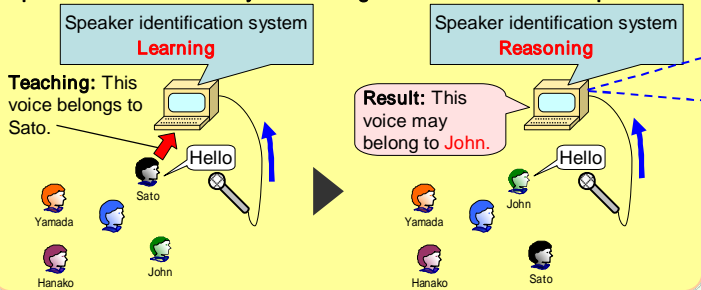 Speaker identification system
Learning
Teaching: This
voice belongs to
Sato.
Hello
Sato
Yamada
John
Hanako
Speaker identification system
Reasoning
Result: This
voice may
belong to John.
Hello
John
Yamada
Hanako
Sato